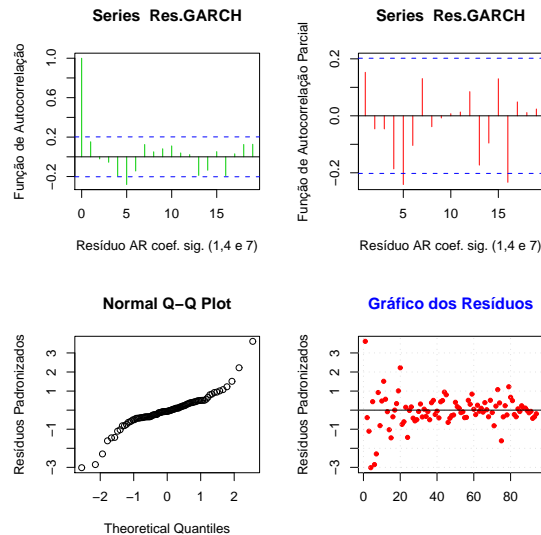 Series Res.GARCH
Função de Autocorrelação
1.0
0.6
0.2
−0.2
0 5 10 15
Resíduo AR coef. sig. (1,4 e 7)
Series Res.GARCH
Função de Autocorrelação Parcial
0.2
0.0
−0.2
5 10 15
Resíduo AR coef. sig. (1,4 e 7)
Normal Q−Q Plot
Resíduos Padronizados
3
1
−1
−3
−2 −1 0 1 2
Theoretical Quantiles
Gráfico dos Resíduos
Resíduos Padronizados
3
1
−1
−3
0 20 40 60 80